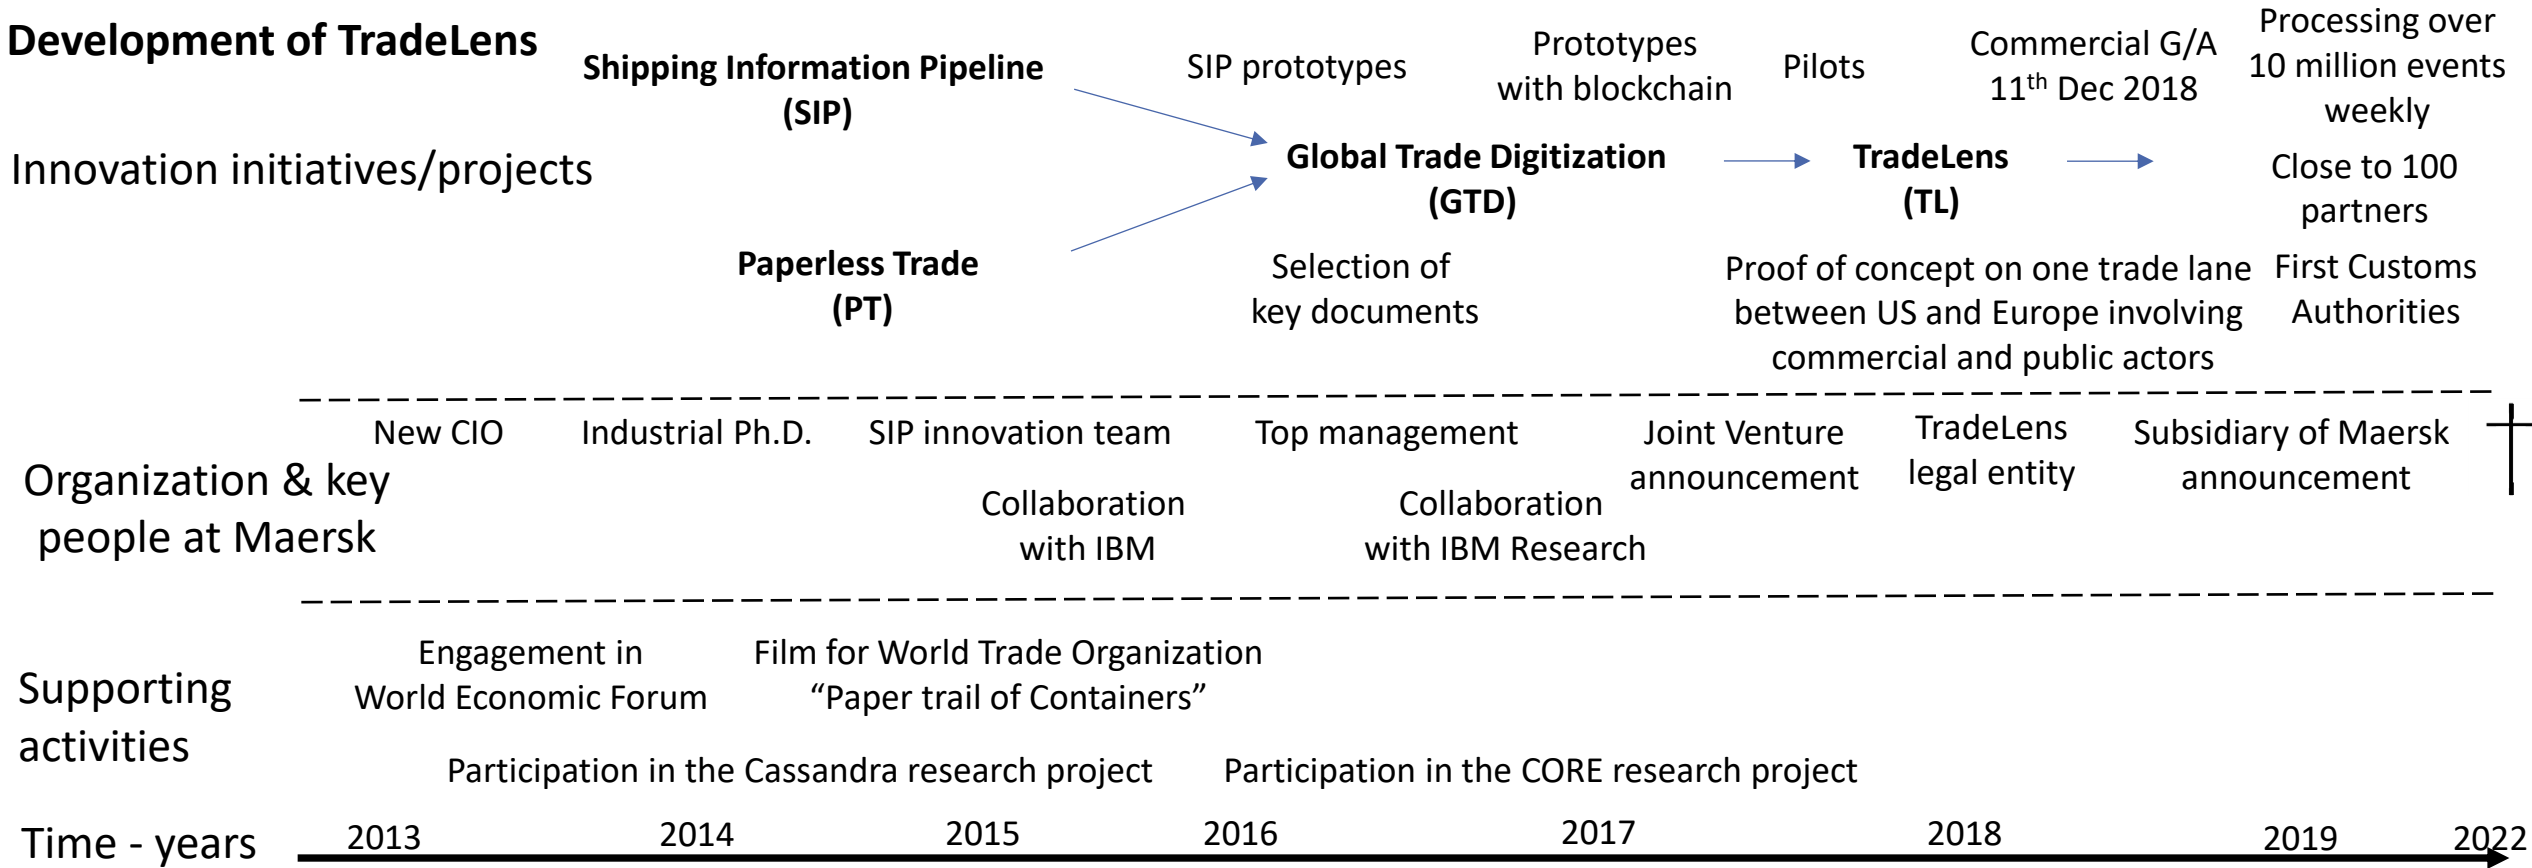 Development of TradeLens
Shipping Information Pipeline
(SIP)
SIP prototypes
Prototypes
with blockchain
Pilots
Commercial G/A
11th Dec 2018
Processing over
10 million events
weekly
Innovation initiatives/projects
Global Trade Digitization
(GTD)
TradeLens
(TL)
Close to 100
partners
Paperless Trade
(PT)
Selection of
key documents
Proof of concept on one trade lane
between US and Europe involving
commercial and public actors
First Customs
Authorities
Organization & key
people at Maersk
New CIO
Industrial Ph.D.
SIP innovation team
Collaboration
with IBM
Top management
Collaboration
with IBM Research
Joint Venture
announcement
TradeLens
legal entity
Subsidiary of Maersk
announcement
Supporting
activities
Engagement in
World Economic Forum
Film for World Trade Organization
“Paper trail of Containers”
Participation in the Cassandra research project
Participation in the CORE research project
Time - years
2013
2014
2015
2016
2017
2018
2019
2022